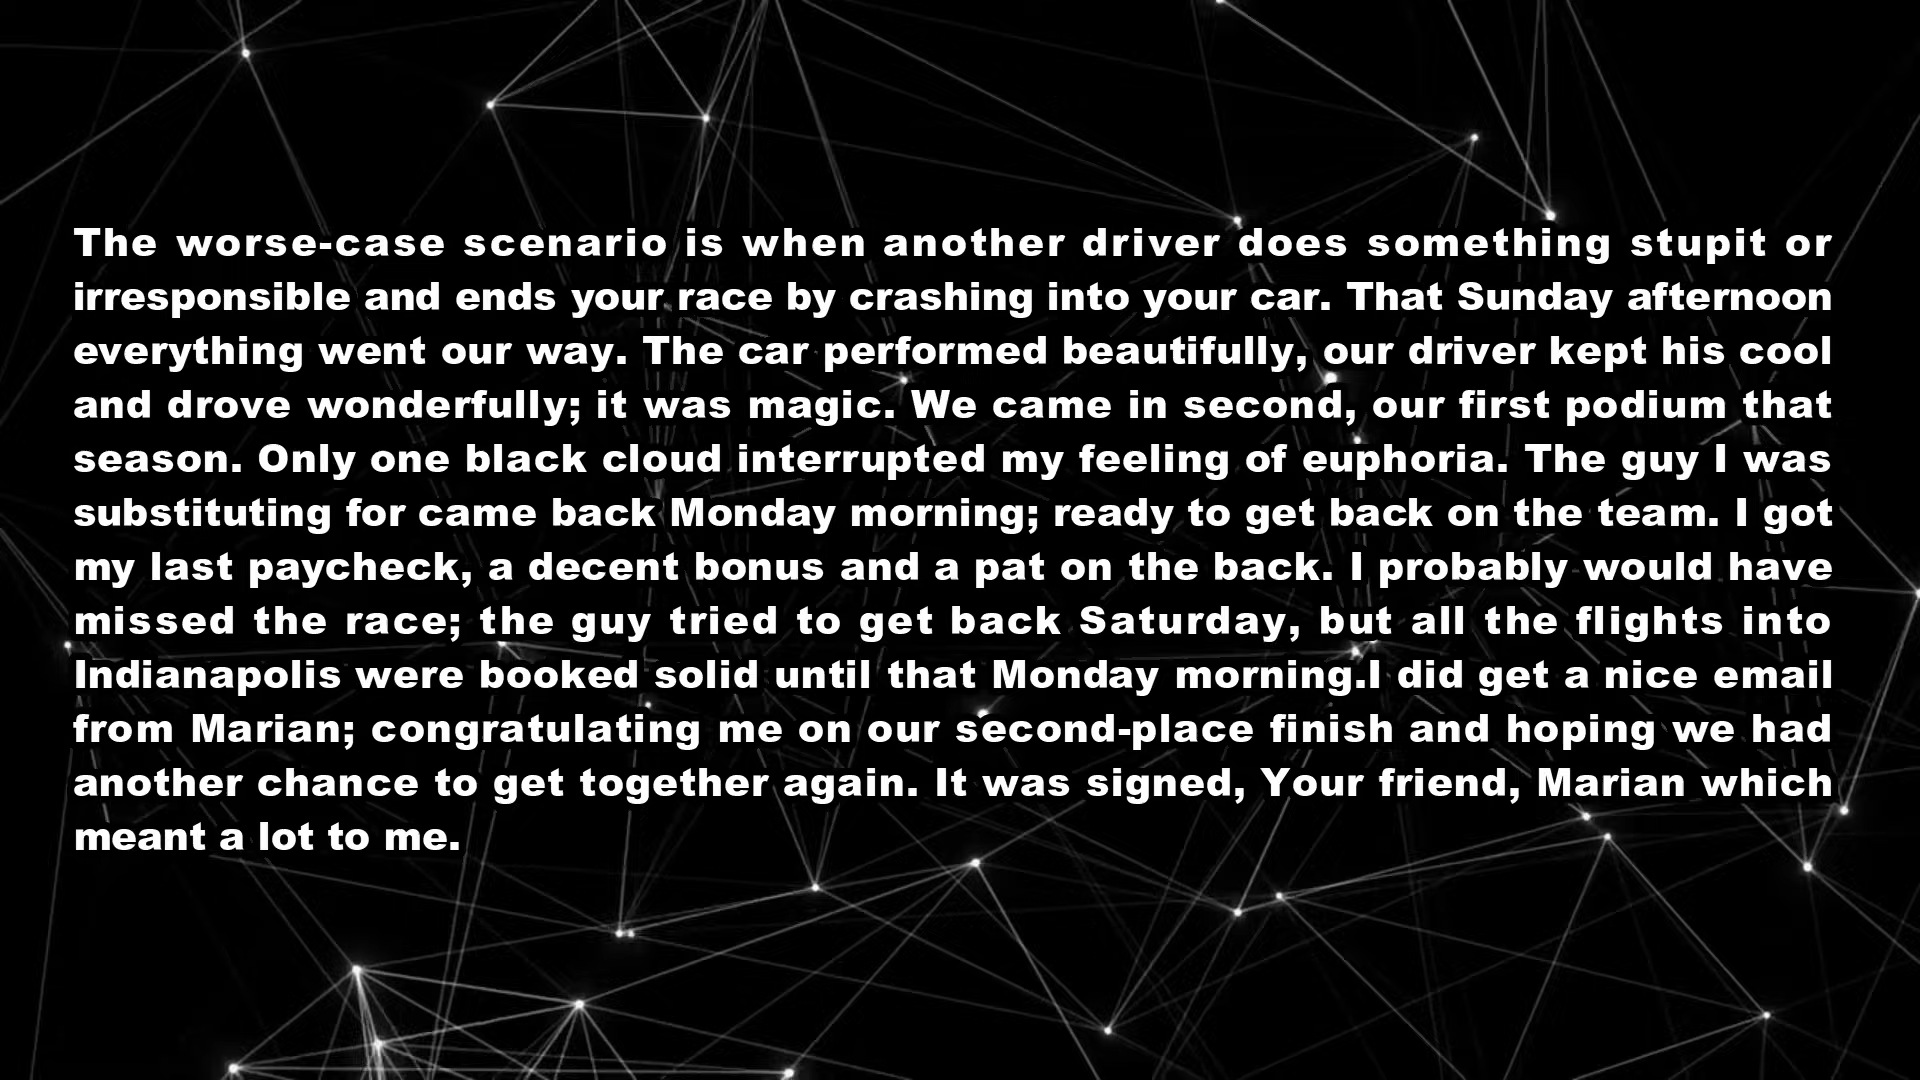 The worse-case scenario is when another driver does something stupit or
irresponsible and ends your race by crashing into your car. That Sunday afternoon
everything went our way. The car performed beautifully, our driver kept his cool
and drove wonderfully; it was magic. We came in second, our first podium that
season. Only one black cloud interrupted my feeling of euphoria. The guy I was
substituting for came back Monday morning; ready to get back on the team. I got
my last paycheck, a decent bonus and a pat on the back. I probably would have
missed the race; the guy tried to get back Saturday, but all the flights into
Indianapolis were booked solid until that Monday morning.I did get a nice email
from Marian; congratulating me on our second-place finish and hoping we had
another chance to get together again. It was signed, Your friend, Marian which
meant a lot to me.